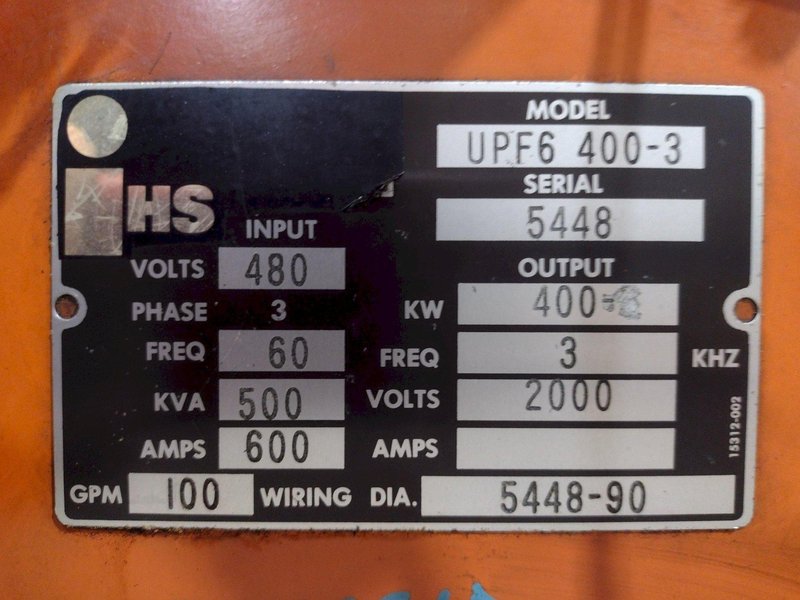 iHS
MODEL
UPF6 400-3
SERIAL
5448
INPUT
VOLTS 480
PHASE 3
FREQ 60
KVA 500
AMPS 600
OUTPUT
KW 400
FREQ 3 KHZ
VOLTS 2000
AMPS
GPM 100 WIRING DIA. 5448-90
15312-002